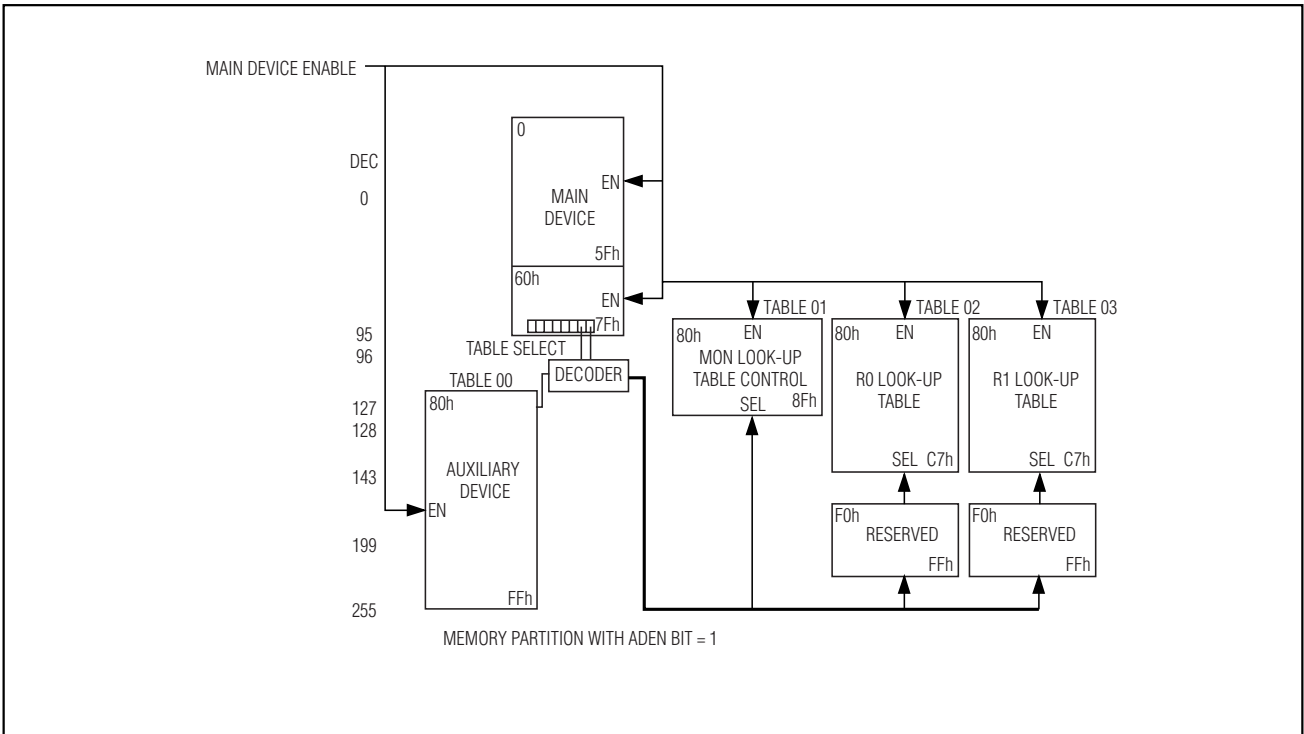 MAIN DEVICE ENABLE
DEC
0
95
96
127
128
143
199
255
0
EN
MAIN
DEVICE
5Fh
60h
EN
7Fh
TABLE SELECT
DECODER
TABLE 00
80h
AUXILIARY
DEVICE
EN
FFh
TABLE 01
80h
EN
MON LOOK-UP
TABLE CONTROL
SEL
8Fh
TABLE 02
80h
EN
R0 LOOK-UP
TABLE
SEL C7h
F0h
RESERVED
FFh
TABLE 03
80h
EN
R1 LOOK-UP
TABLE
SEL C7h
F0h
RESERVED
FFh
MEMORY PARTITION WITH ADEN BIT = 1